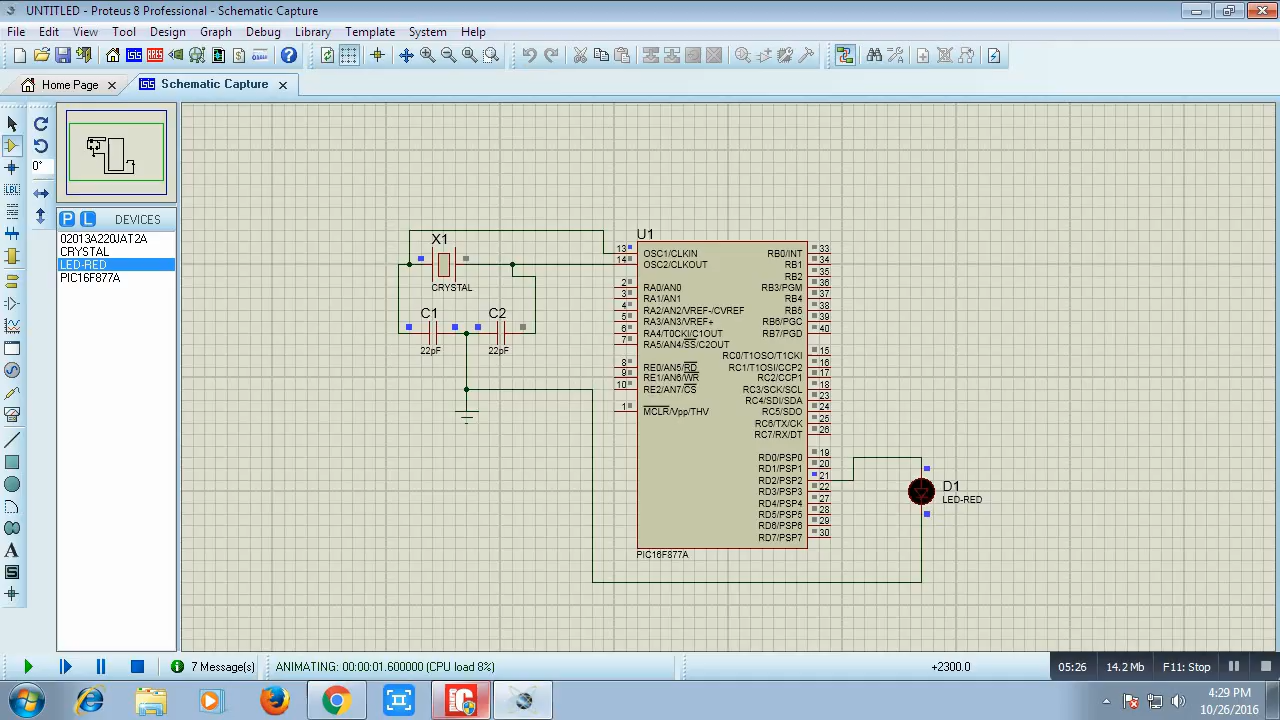 UNTITLED - Proteus 8 Professional - Schematic Capture
File Edit View Tool Design Graph Debug Library Template System Help
Home Page
Schematic Capture
0°
P L DEVICES
02013A220JAT2A
CRYSTAL
LED-RED
PIC16F877A
LBL
A
S
X1
CRYSTAL
C1
22pF
C2
22pF
U1
13 OSC1/CLKIN
14 OSC2/CLKOUT
2 RA0/AN0
3 RA1/AN1
4 RA2/AN2/VREF-/CVREF
5 RA3/AN3/VREF+
6 RA4/T0CKI/C1OUT
7 RA5/AN4/SS/C2OUT
8 RE0/AN5/RD
9 RE1/AN6/WR
10 RE2/AN7/CS
1 MCLR/Vpp/THV
RB0/INT 33
RB1 34
RB2 35
RB3/PGM 36
RB4 37
RB5 38
RB6/PGC 39
RB7/PGD 40
RC0/T1OSO/T1CKI 15
RC1/T1OSI/CCP2 16
RC2/CCP1 17
RC3/SCK/SCL 18
RC4/SDI/SDA 23
RC5/SDO 24
RC6/TX/CK 25
RC7/RX/DT 26
RD0/PSP0 19
RD1/PSP1 20
RD2/PSP2 21
RD3/PSP3 22
RD4/PSP4 27
RD5/PSP5 28
RD6/PSP6 29
RD7/PSP7 30
PIC16F877A
D1
LED-RED
7 Message(s)
ANIMATING: 00:00:01.600000 (CPU load 8%)
+2300.0
05:26 14.2 Mb F11: Stop
4:29 PM
10/26/2016